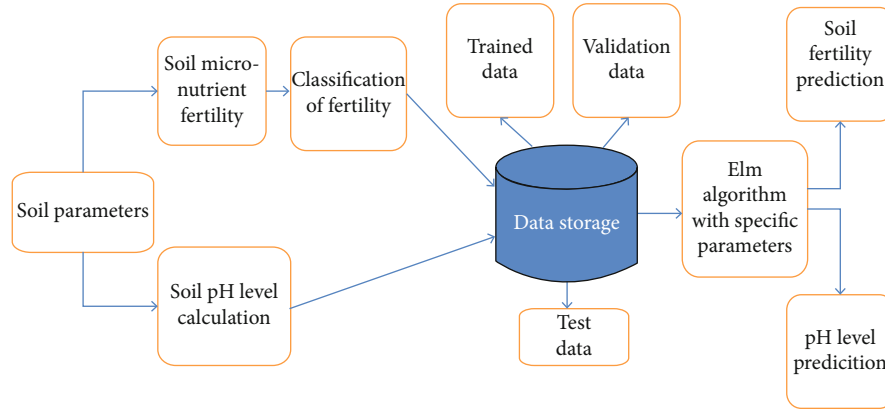 Soil parameters
Soil micro-
nutrient
fertility
Classification
of fertility
Soil pH level
calculation
Trained
data
Validation
data
Data storage
Test
data
Elm
algorithm
with specific
parameters
Soil
fertility
prediction
pH level
predicition